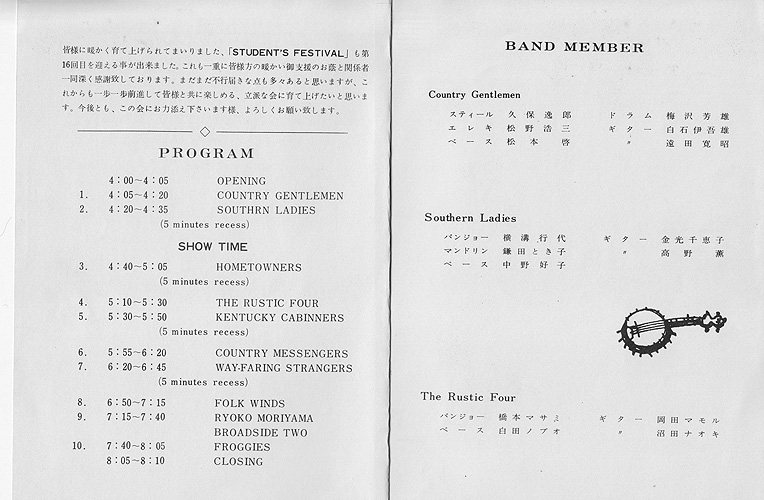 皆様に暖かく育て上げられてまいりました、「STUDENT'S FESTIVAL」も第
16回目を迎える事が出来ました。これも一重に皆様方の暖かい御支援のお蔭と関係者
一同深く感謝致しております。まだまだ不行届きな点も多々あると思いますが、こ
れからも一歩一歩前進して皆様と共に楽しめる、立派な会に育て上げたいと思いま
す。今後とも、この会にお力添え下さいます様、よろしくお願い致します。
PROGRAM
4:00~4:05 OPENING
1. 4:05~4:20 COUNTRY GENTLEMEN
2. 4:20~4:35 SOUTHRN LADIES
(5 minutes recess)
SHOW TIME
3. 4:40~5:05 HOMETOWNERS
(5 minutes recess)
4. 5:10~5:30 THE RUSTIC FOUR
5. 5:30~5:50 KENTUCKY CABINNERS
(5 minutes recess)
6. 5:55~6:20 COUNTRY MESSENGERS
7. 6:20~6:45 WAY-FARING STRANGERS
(5 minutes recess)
8. 6:50~7:15 FOLK WINDS
9. 7:15~7:40 RYOKO MORIYAMA
BROADSIDE TWO
10. 7:40~8:05 FROGGIES
8:05~8:10 CLOSING
BAND MEMBER
Country Gentlemen
スティール 久保逸郎 ドラム 梅沢芳雄
エレキ 松野浩三 ギター 白石伊吾雄
ベース 松本啓 〃 遠田寛昭
Southern Ladies
バンジョー 横溝行代 ギター 金光千恵子
マンドリン 鎌田とき子 〃 高野薫
ベース 中野好子
The Rustic Four
バンジョー 橋本マサミ ギター 岡田マモル
ベース 白田ノブオ 〃 沼田ナオキ